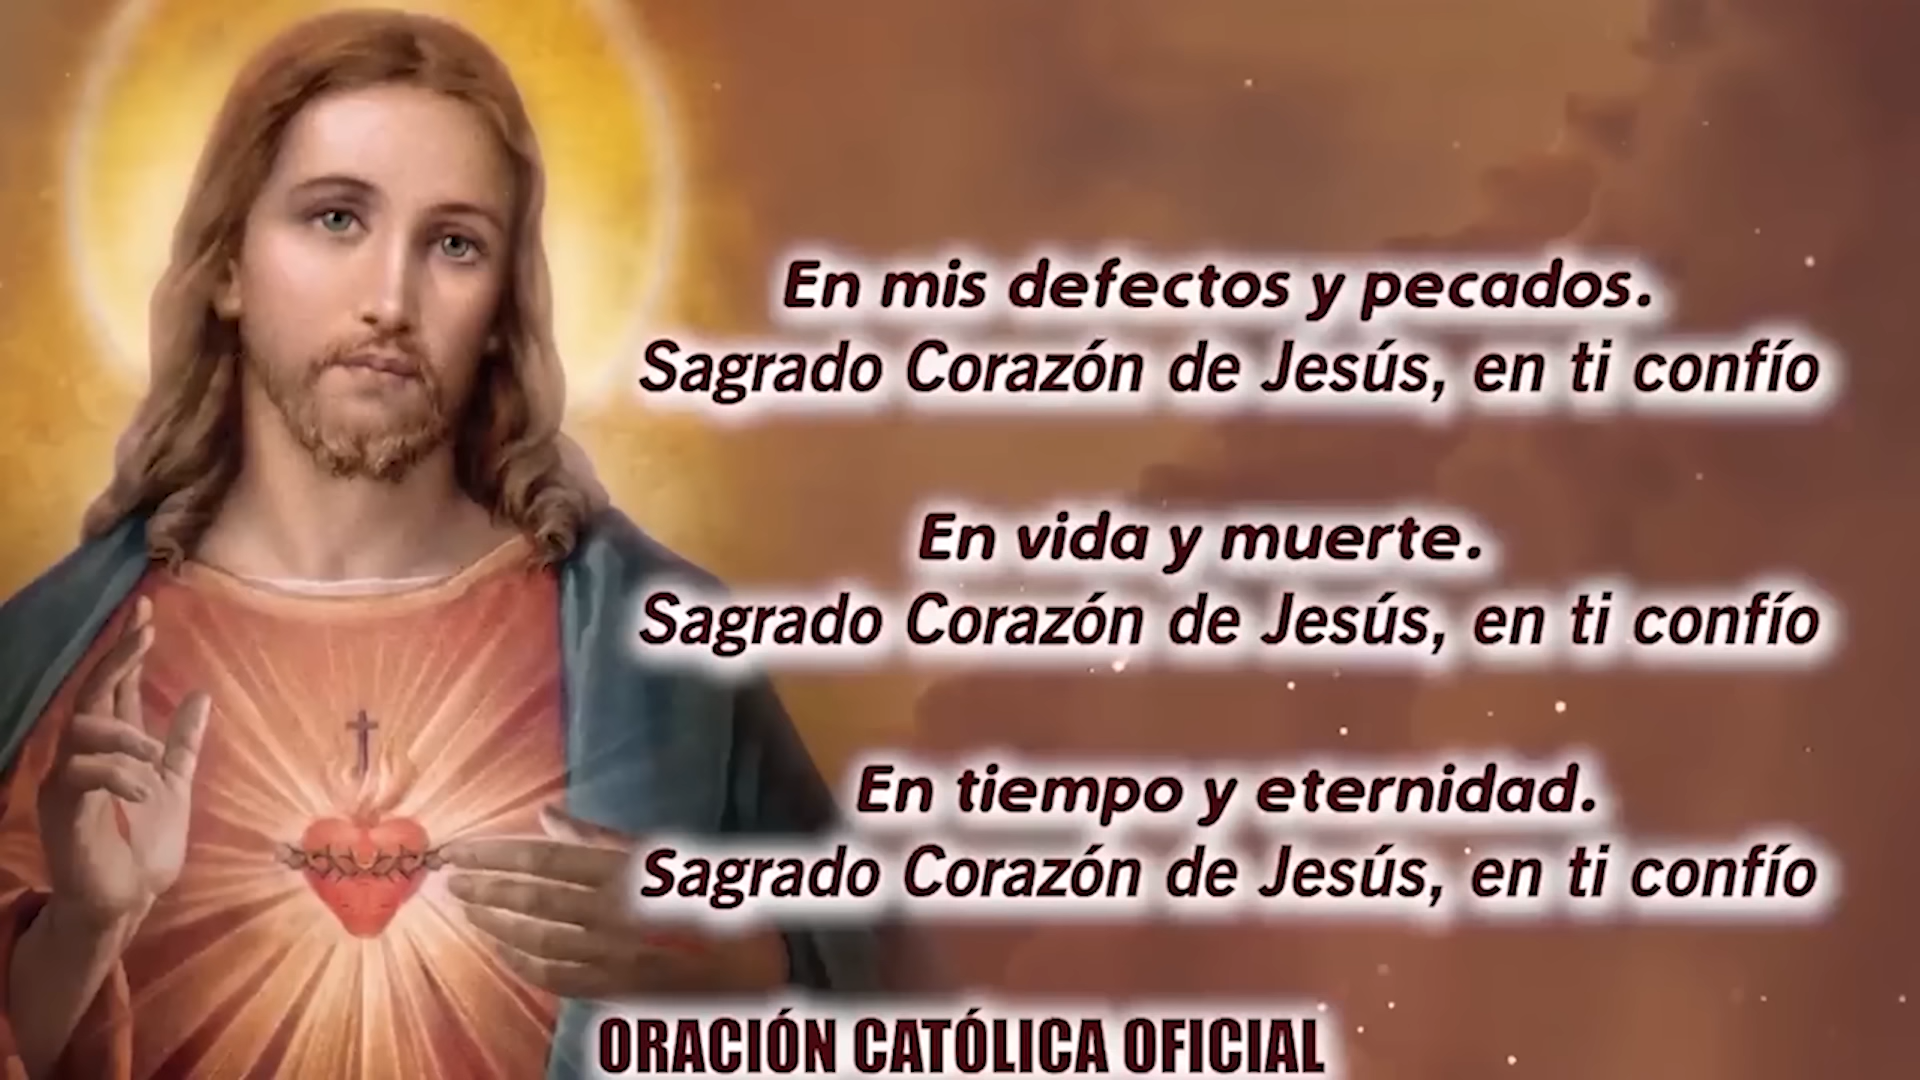 En mis defectos y pecados.
Sagrado Corazón de Jesús, en ti confío
En vida y muerte.
Sagrado Corazón de Jesús, en ti confío
En tiempo y eternidad.
Sagrado Corazón de Jesús, en ti confío
ORACIÓN CATÓLICA OFICIAL